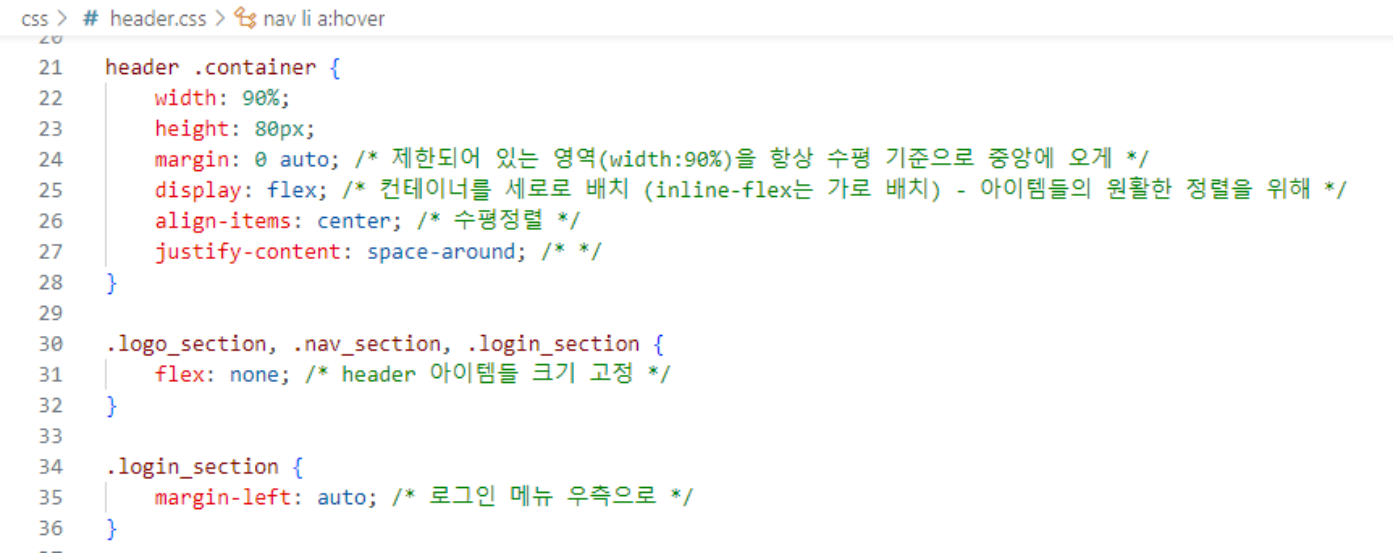 css > # header.css > nav li a:hover
20
21 header .container {
22 width: 90%;
23 height: 80px;
24 margin: 0 auto; /* 제한되어 있는 영역(width:90%)을 항상 수평 기준으로 중앙에 오게 */
25 display: flex; /* 컨테이너를 세로로 배치 (inline-flex는 가로 배치) - 아이템들의 원활한 정렬을 위해 */
26 align-items: center; /* 수평정렬 */
27 justify-content: space-around; /* */
28 }
29
30 .logo_section, .nav_section, .login_section {
31 flex: none; /* header 아이템들 크기 고정 */
32 }
33
34 .login_section {
35 margin-left: auto; /* 로그인 메뉴 우측으로 */
36 }